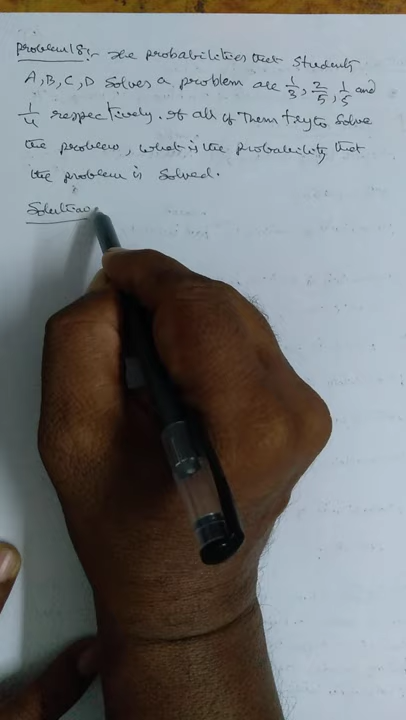 Problem 18:- The probabilities that Students
A, B, C, D Solves a problem are 1/3, 2/5, 1/5 and
1/4 respectively. If all of them try to solve
the problem, what is the probability that
the problem is Solved.
Solution